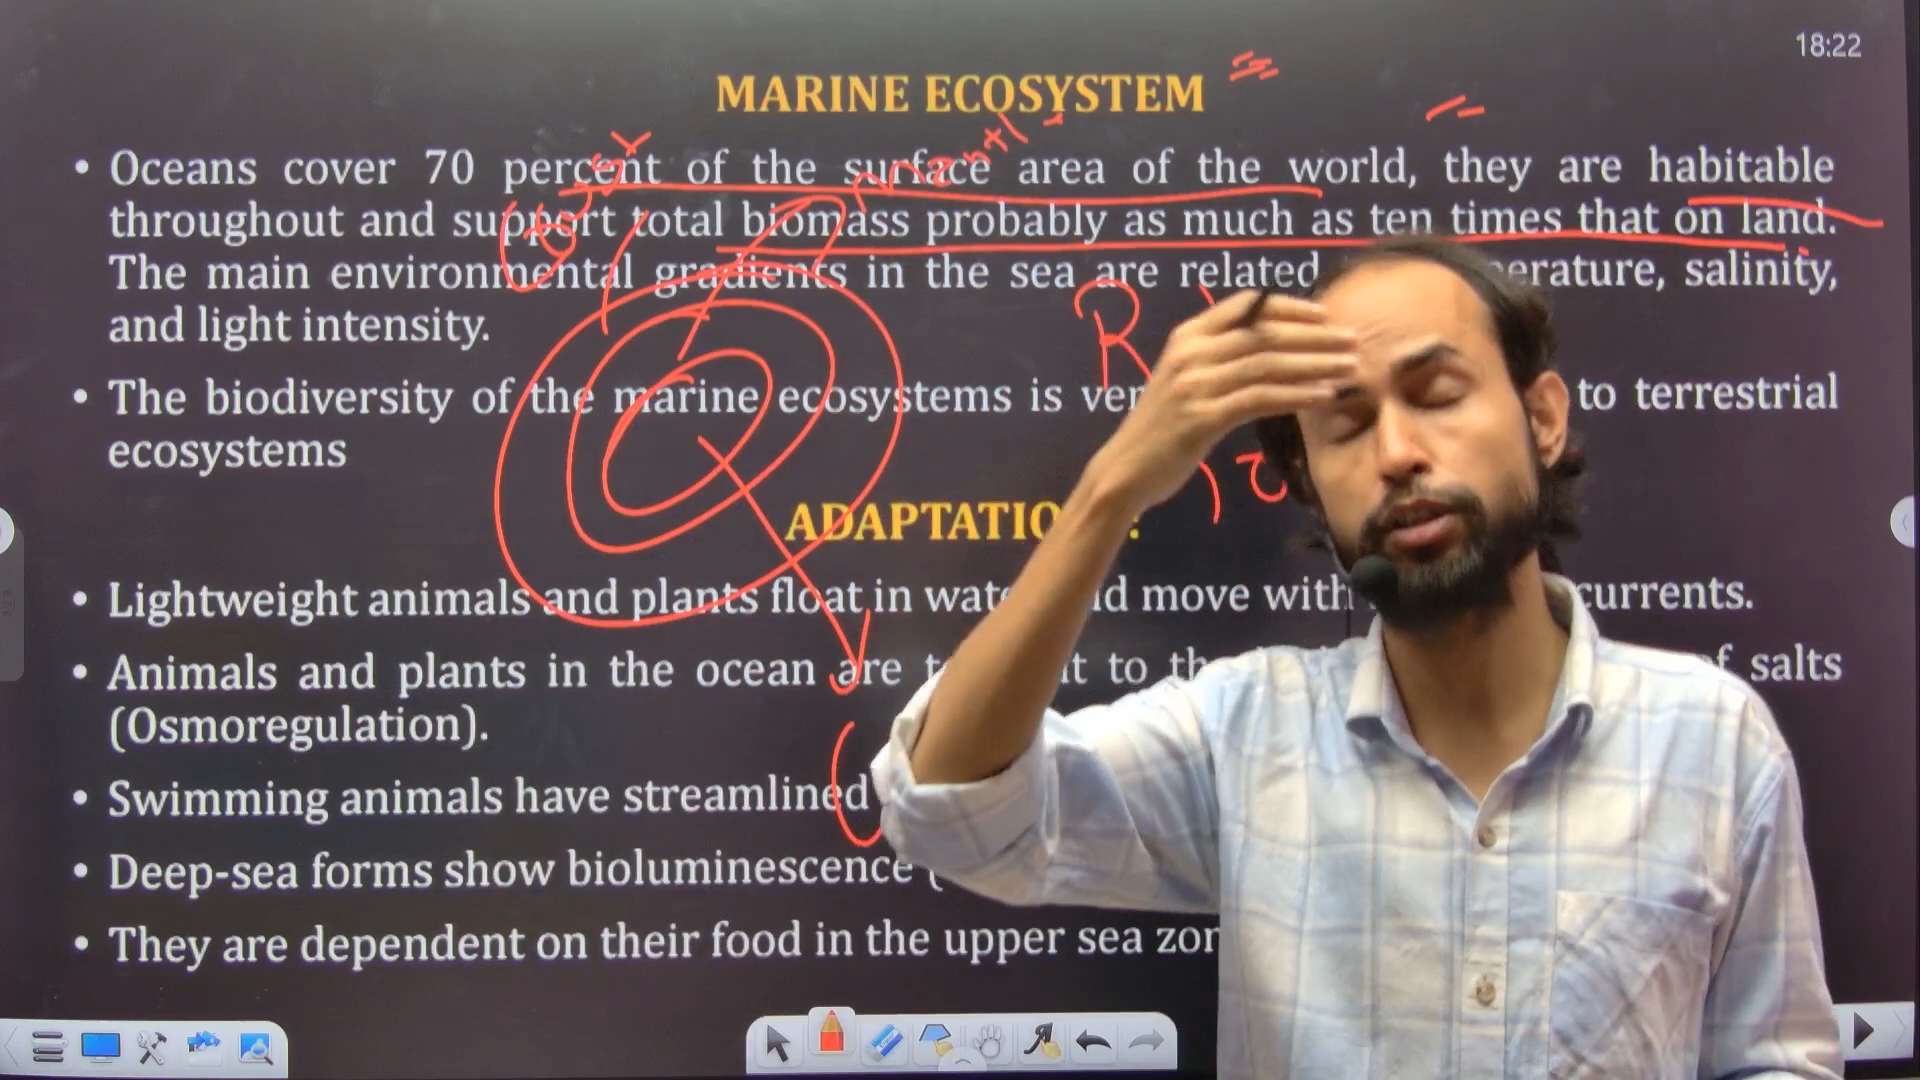 18:22
MARINE ECOSYSTEM
• Oceans cover 70 percent of the surface area of the world, they are habitable
throughout and support total biomass probably as much as ten times that on land.
The main environmental gradients in the sea are related erature, salinity,
and light intensity.
• The biodiversity of the marine ecosystems is ver to terrestrial
ecosystems
Crust
mantle
R
ADAPTATIO :
• Lightweight animals and plants float in wate d move with currents.
• Animals and plants in the ocean are t t to th of salts
(Osmoregulation).
• Swimming animals have streamlined
• Deep-sea forms show bioluminescence (
• They are dependent on their food in the upper sea zon